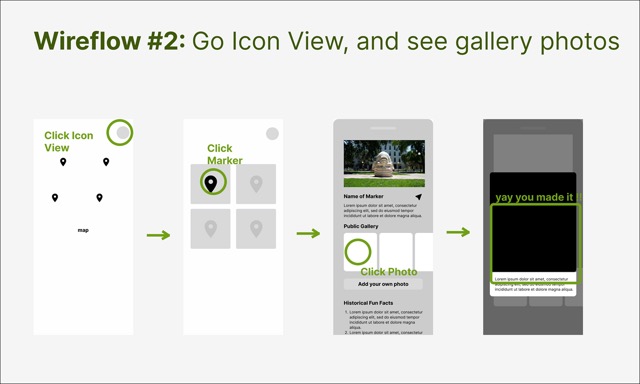 Wireflow #2: Go Icon View, and see gallery photos
Click Icon
View
map
Click
Marker
Name of Marker
Lorem ipsum dolor sit amet, consectetur
adipiscing elit, sed do eiusmod tempor
incididunt ut labore et dolore magna aliqua.
Public Gallery
Click Photo
Add your own photo
Historical Fun Facts
1. Lorem ipsum dolor sit amet, consectetur
adipiscing elit, sed do eiusmod tempor
incididunt ut labore et dolore magna aliqua.
2. Lorem ipsum dolor sit amet, consectetur
yay you made it !!
Lorem ipsum dolor sit amet, consectetur
adipiscing elit, sed do eiusmod tempor
incididunt ut labore et dolore magna aliqua.